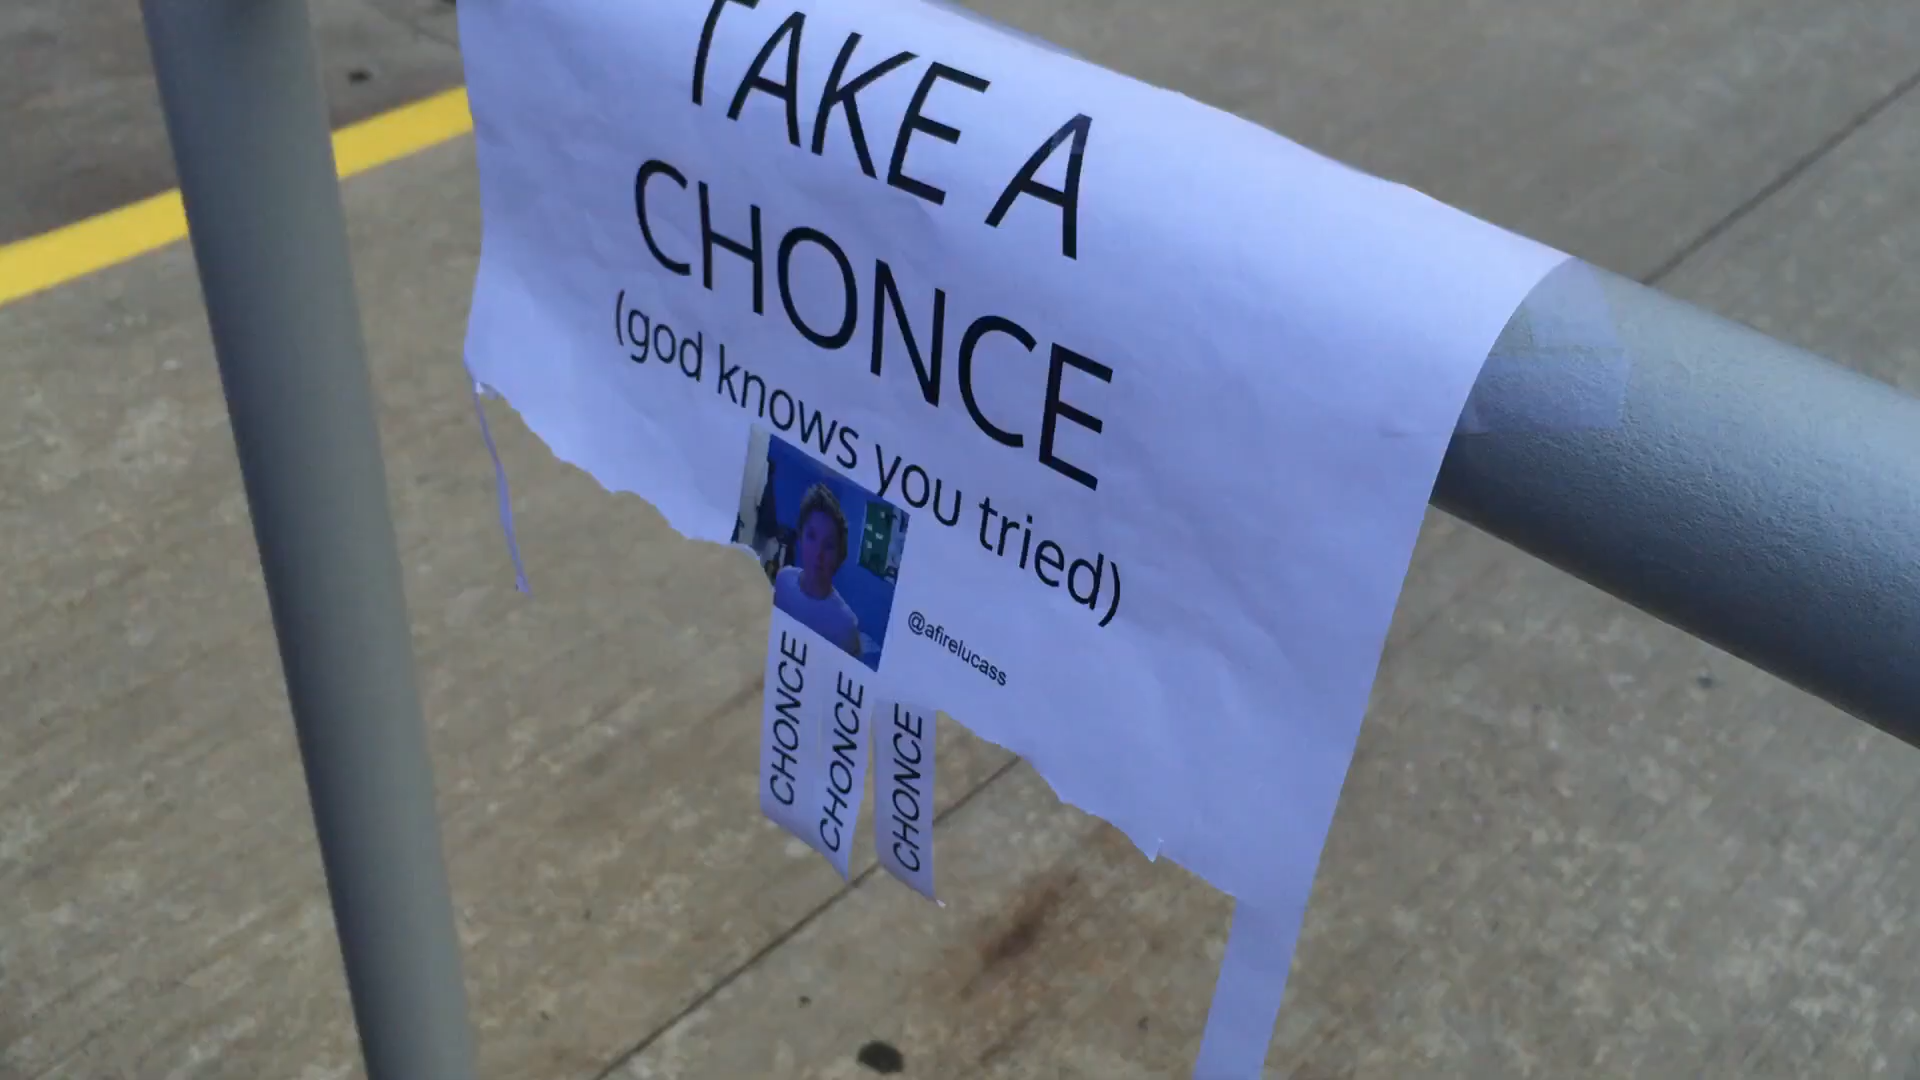 TAKE A
CHONCE
(god knows you tried)
@afirelucass
CHONCE
CHONCE
CHONCE